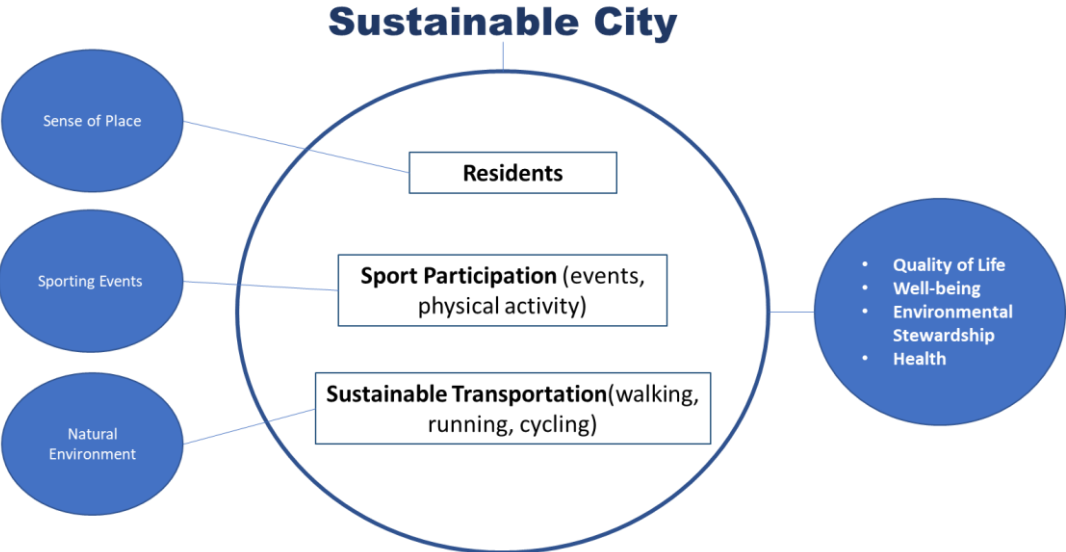 Sustainable City
Sense of Place
Residents
Sporting Events
Sport Participation (events,
physical activity)
Natural
Environment
Sustainable Transportation(walking,
running, cycling)
• Quality of Life
• Well-being
• Environmental
Stewardship
• Health